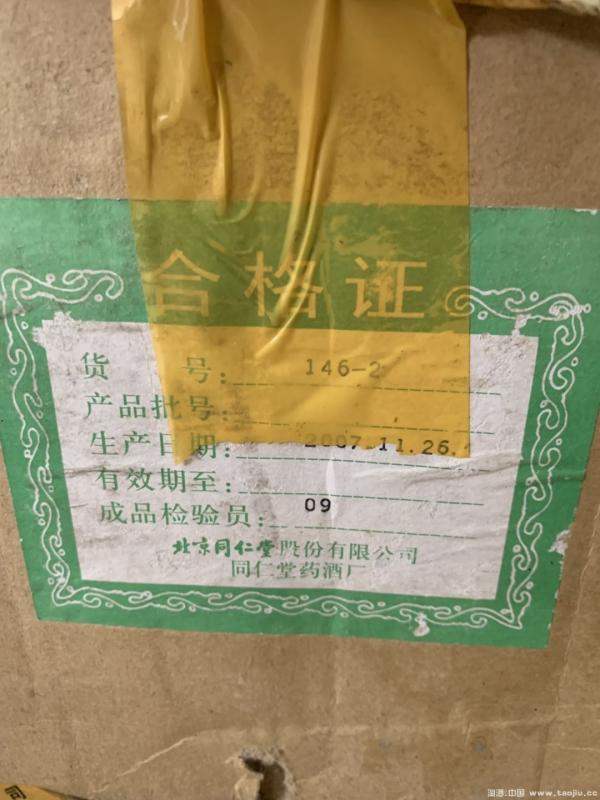 合格证
货 号: 146-2
产品批号:
生产日期: 2007.11.26.
有效期至:
成品检验员: 09
北京同仁堂股份有限公司
同仁堂药酒厂
同
淘酒.中国 www.taojiu.cc